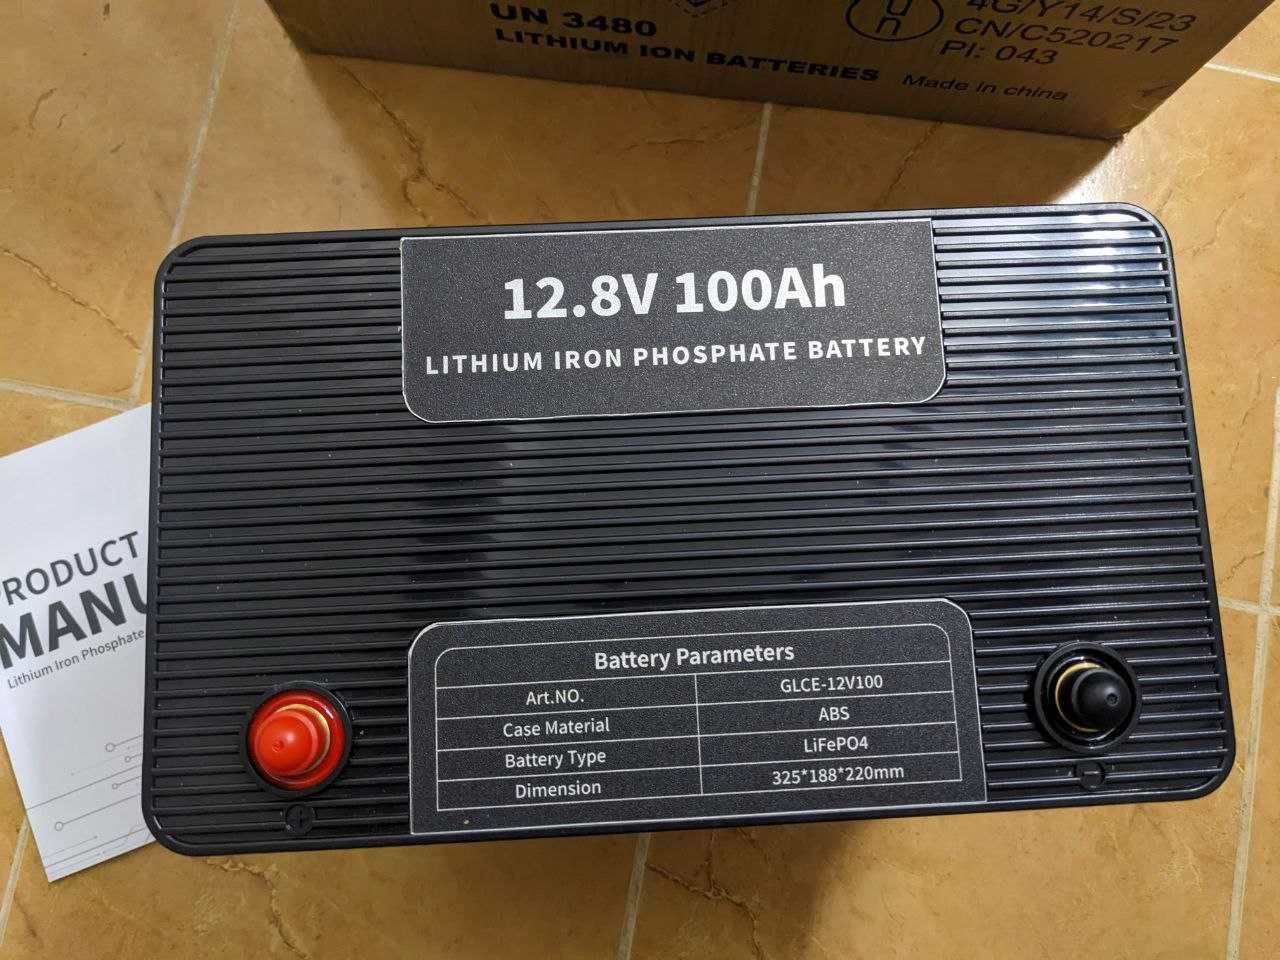 UN 3480
LITHIUM ION BATTERIES
un
4G/Y14/S/23
CN/C520217
PI: 043
Made in china
12.8V 100Ah
LITHIUM IRON PHOSPHATE BATTERY
PRODUCT
MANU
Lithium Iron Phosphate
Battery Parameters
Art.NO. GLCE-12V100
Case Material ABS
Battery Type LiFePO4
Dimension 325*188*220mm
+
-